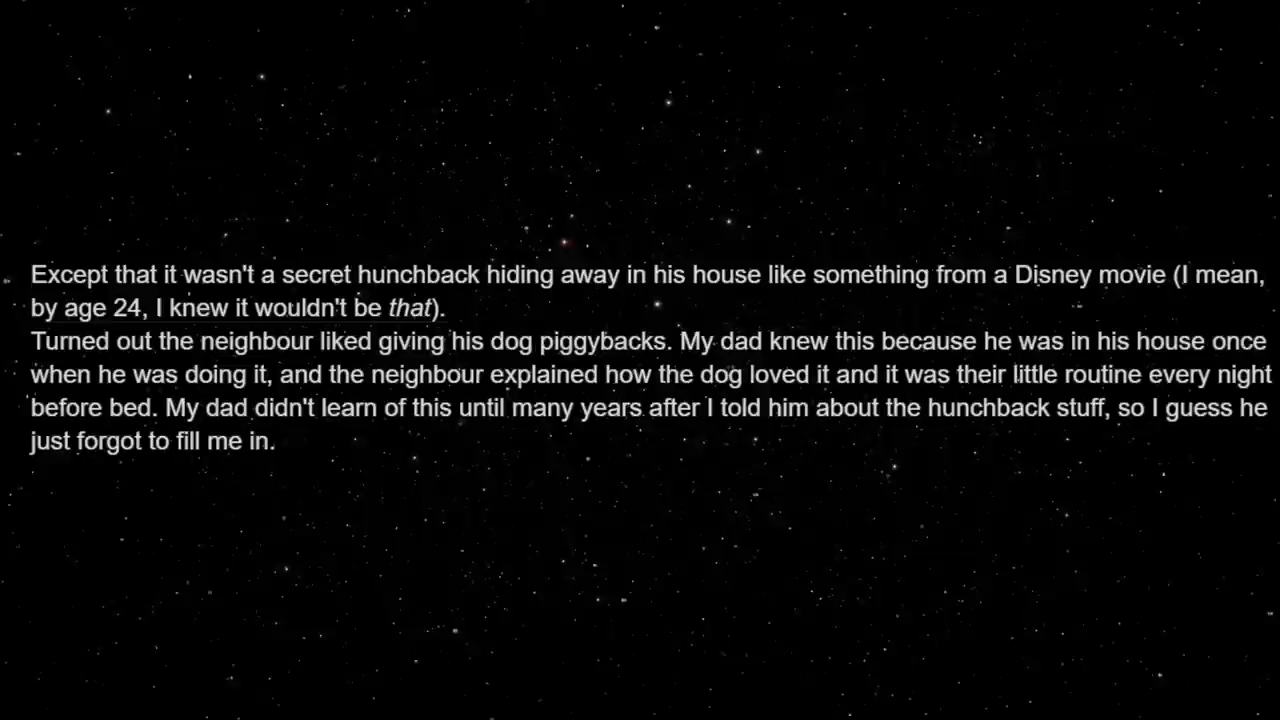 Except that it wasn't a secret hunchback hiding away in his house like something from a Disney movie (I mean,
by age 24, I knew it wouldn't be that).
Turned out the neighbour liked giving his dog piggybacks. My dad knew this because he was in his house once
when he was doing it, and the neighbour explained how the dog loved it and it was their little routine every night
before bed. My dad didn't learn of this until many years after I told him about the hunchback stuff, so I guess he
just forgot to fill me in.